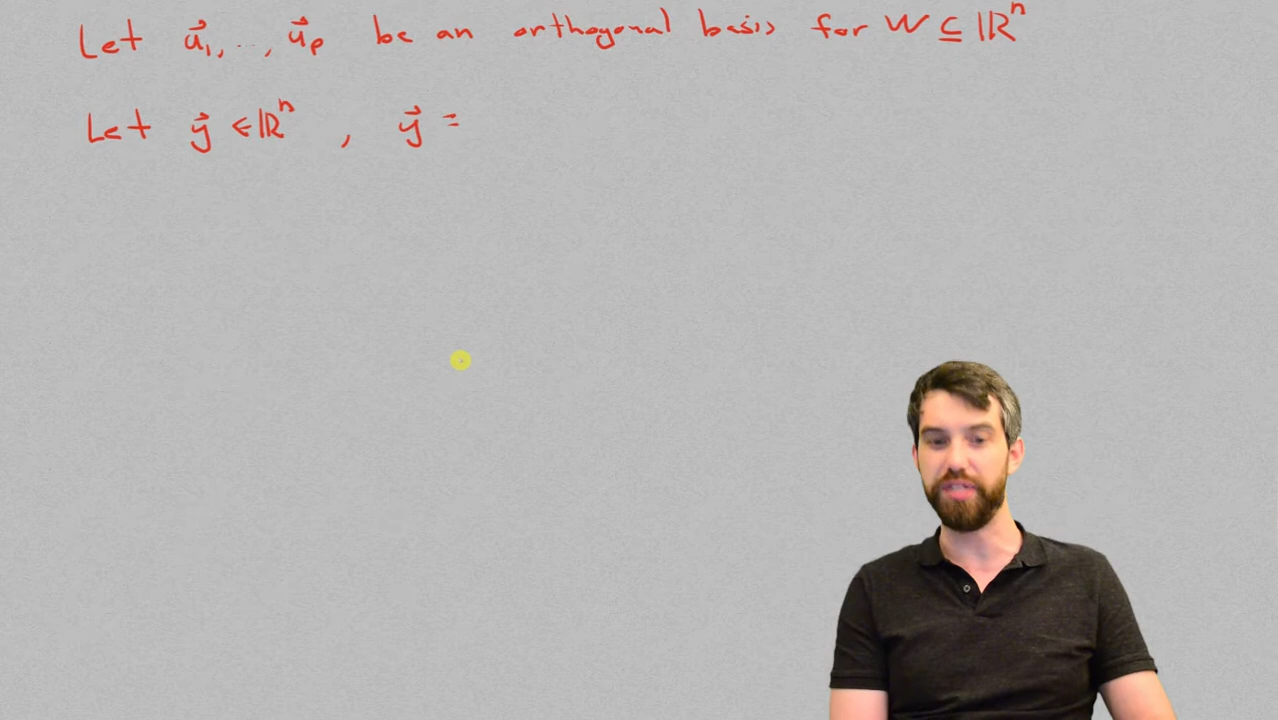 Let u⃗₁, ..., u⃗ₚ be an orthogonal basis for W ⊆ ℝⁿ
Let y⃗ ∈ ℝⁿ , y⃗ =